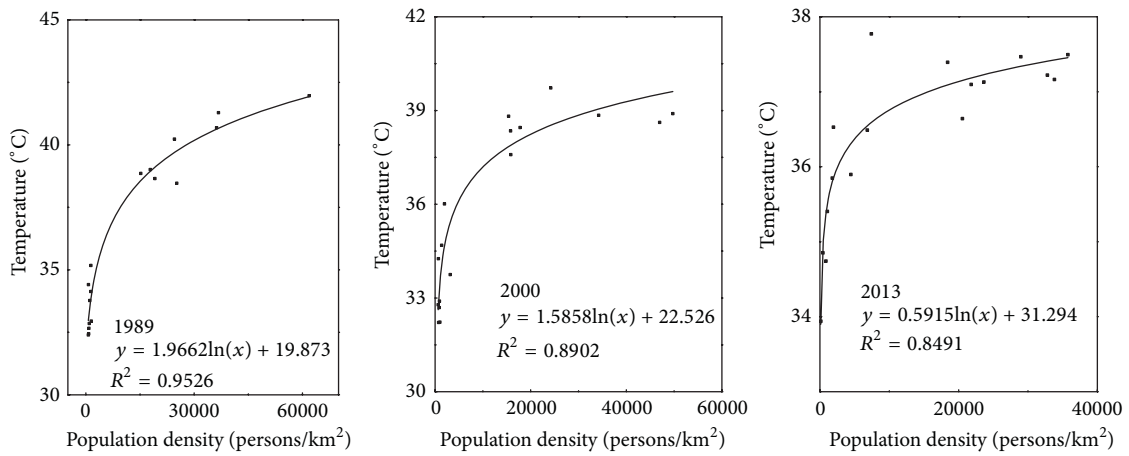 45
40
35
30
Temperature (°C)
1989
y = 1.9662ln(x) + 19.873
R² = 0.9526
0 30000 60000
Population density (persons/km²)
42
39
36
33
30
Temperature (°C)
2000
y = 1.5858ln(x) + 22.526
R² = 0.8902
0 20000 40000 60000
Population density (persons/km²)
38
36
34
Temperature (°C)
2013
y = 0.5915ln(x) + 31.294
R² = 0.8491
0 20000 40000
Population density (persons/km²)